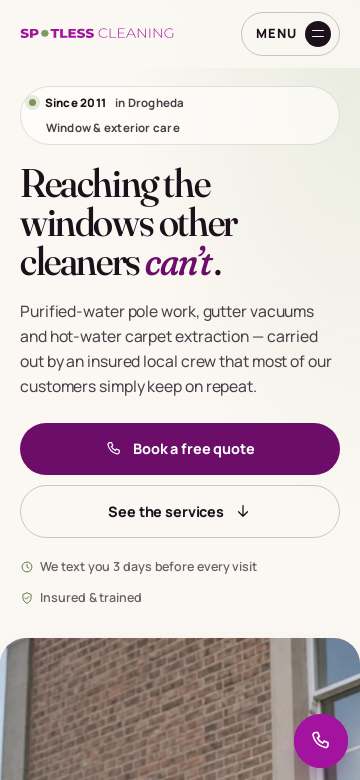 SP TLESS CLEANING
MENU
Since 2011 in Drogheda
Window & exterior care
Reaching the
windows other
cleaners can't.
Purified-water pole work, gutter vacuums
and hot-water carpet extraction — carried
out by an insured local crew that most of our
customers simply keep on repeat.
Book a free quote
See the services
We text you 3 days before every visit
Insured & trained